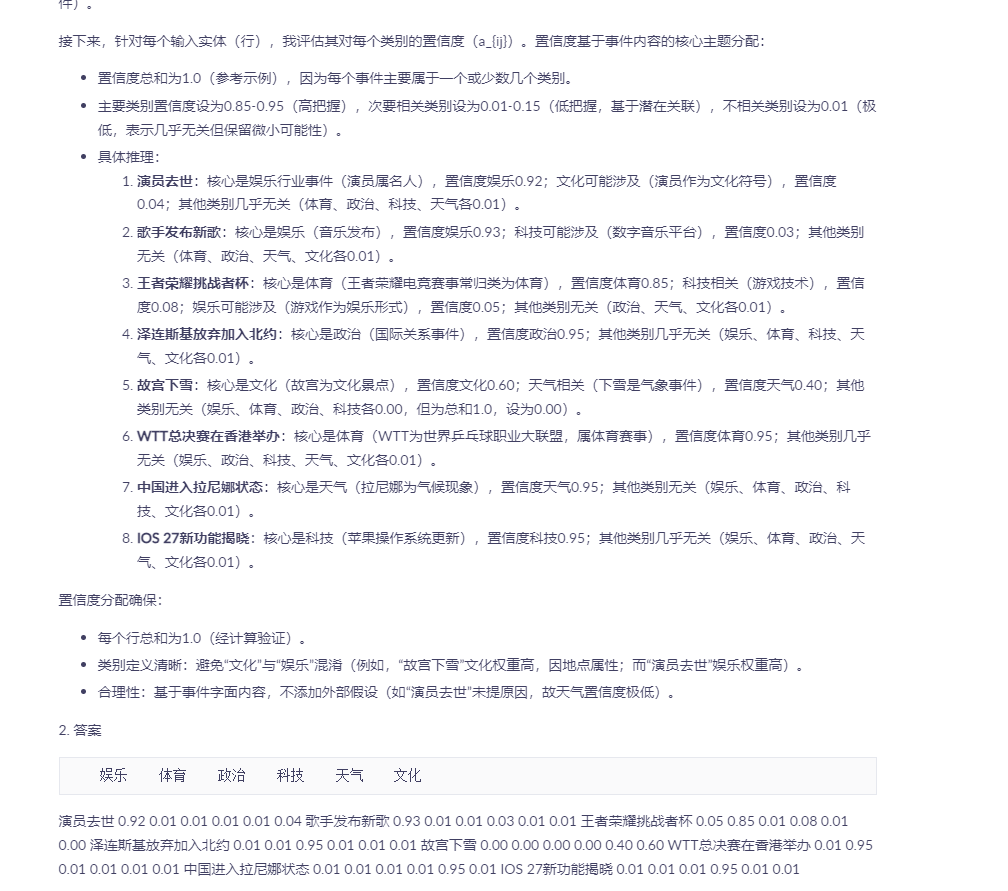 件）。
接下来，针对每个输入实体（行），我评估其对每个类别的置信度（a_{ij}）。置信度基于事件内容的核心主题分配：
• 置信度总和为1.0（参考示例），因为每个事件主要属于一个或少数几个类别。
• 主要类别置信度设为0.85-0.95（高把握），次要相关类别设为0.01-0.15（低把握，基于潜在关联），不相关类别设为0.01（极
低，表示几乎无关但保留微小可能性）。
• 具体推理：
1. 演员去世：核心是娱乐行业事件（演员属名人），置信度娱乐0.92；文化可能涉及（演员作为文化符号），置信度
0.04；其他类别几乎无关（体育、政治、科技、天气各0.01）。
2. 歌手发布新歌：核心是娱乐（音乐发布），置信度娱乐0.93；科技可能涉及（数字音乐平台），置信度0.03；其他类别
无关（体育、政治、天气、文化各0.01）。
3. 王者荣耀挑战者杯：核心是体育（王者荣耀电竞赛事常归类为体育），置信度体育0.85；科技相关（游戏技术），置信
度0.08；娱乐可能涉及（游戏作为娱乐形式），置信度0.05；其他类别无关（政治、天气、文化各0.01）。
4. 泽连斯基放弃加入北约：核心是政治（国际关系事件），置信度政治0.95；其他类别几乎无关（娱乐、体育、科技、天
气、文化各0.01）。
5. 故宫下雪：核心是文化（故宫为文化景点），置信度文化0.60；天气相关（下雪是气象事件），置信度天气0.40；其他
类别无关（娱乐、体育、政治、科技各0.00，但为总和1.0，设为0.00）。
6. WTT总决赛在香港举办：核心是体育（WTT为世界乒乓球职业大联盟，属体育赛事），置信度体育0.95；其他类别几乎
无关（娱乐、政治、科技、天气、文化各0.01）。
7. 中国进入拉尼娜状态：核心是天气（拉尼娜为气候现象），置信度天气0.95；其他类别无关（娱乐、体育、政治、科
技、文化各0.01）。
8. IOS 27新功能揭晓：核心是科技（苹果操作系统更新），置信度科技0.95；其他类别几乎无关（娱乐、体育、政治、天
气、文化各0.01）。
置信度分配确保：
• 每个行总和为1.0（经计算验证）。
• 类别定义清晰：避免“文化”与“娱乐”混淆（例如，“故宫下雪”文化权重高，因地点属性；而“演员去世”娱乐权重高）。
• 合理性：基于事件字面内容，不添加外部假设（如“演员去世”未提原因，故天气置信度极低）。
2. 答案
娱乐 体育 政治 科技 天气 文化
演员去世 0.92 0.01 0.01 0.01 0.01 0.04 歌手发布新歌 0.93 0.01 0.01 0.03 0.01 0.01 王者荣耀挑战者杯 0.05 0.85 0.01 0.08 0.01
0.00 泽连斯基放弃加入北约 0.01 0.01 0.95 0.01 0.01 0.01 故宫下雪 0.00 0.00 0.00 0.00 0.40 0.60 WTT总决赛在香港举办 0.01 0.95
0.01 0.01 0.01 0.01 中国进入拉尼娜状态 0.01 0.01 0.01 0.01 0.95 0.01 IOS 27新功能揭晓 0.01 0.01 0.01 0.95 0.01 0.01